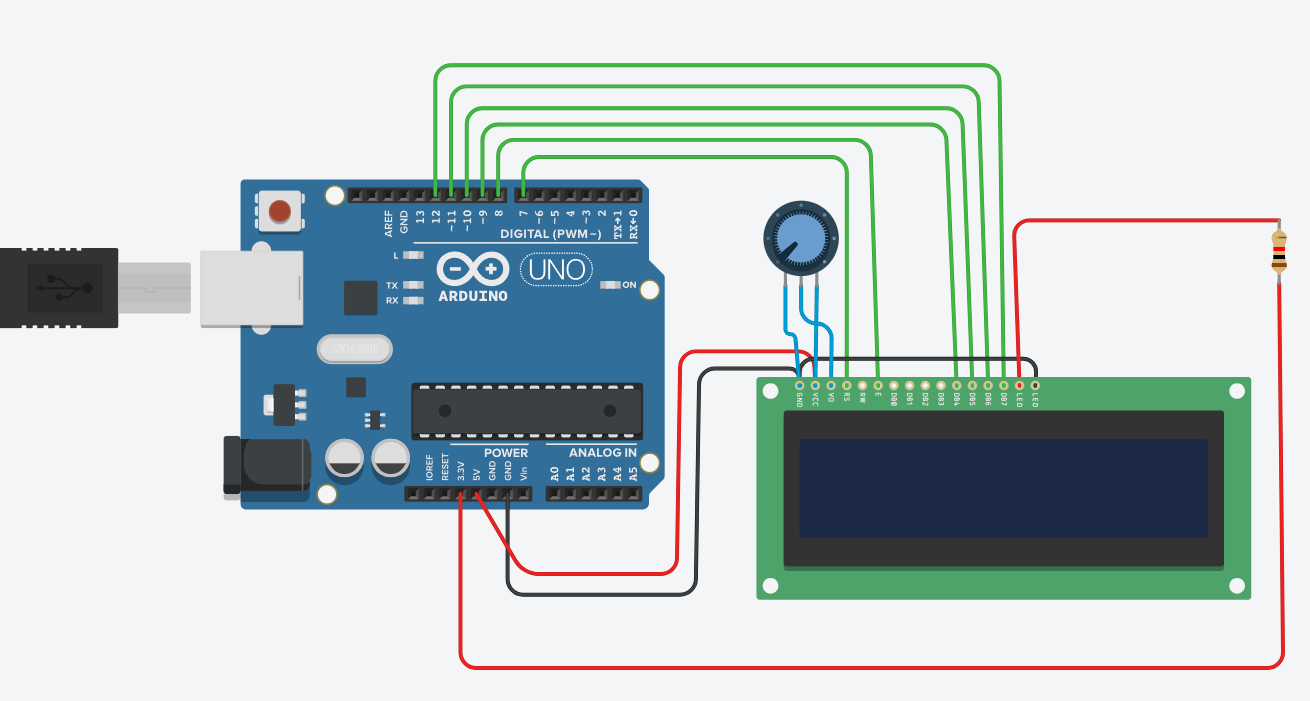 AREF
GND
13
12
~11
~10
~9
8
7
~6
~5
4
~3
2
TX→1
RX←0
DIGITAL (PWM~)
L
TX
RX
UNO
ARDUINO
ON
SPK16.000G
POWER
ANALOG IN
IOREF
RESET
3.3V
5V
GND
GND
Vin
A0
A1
A2
A3
A4
A5
GND
VCC
VO
RS
RW
E
DB0
DB1
DB2
DB3
DB4
DB5
DB6
DB7
LED
LED